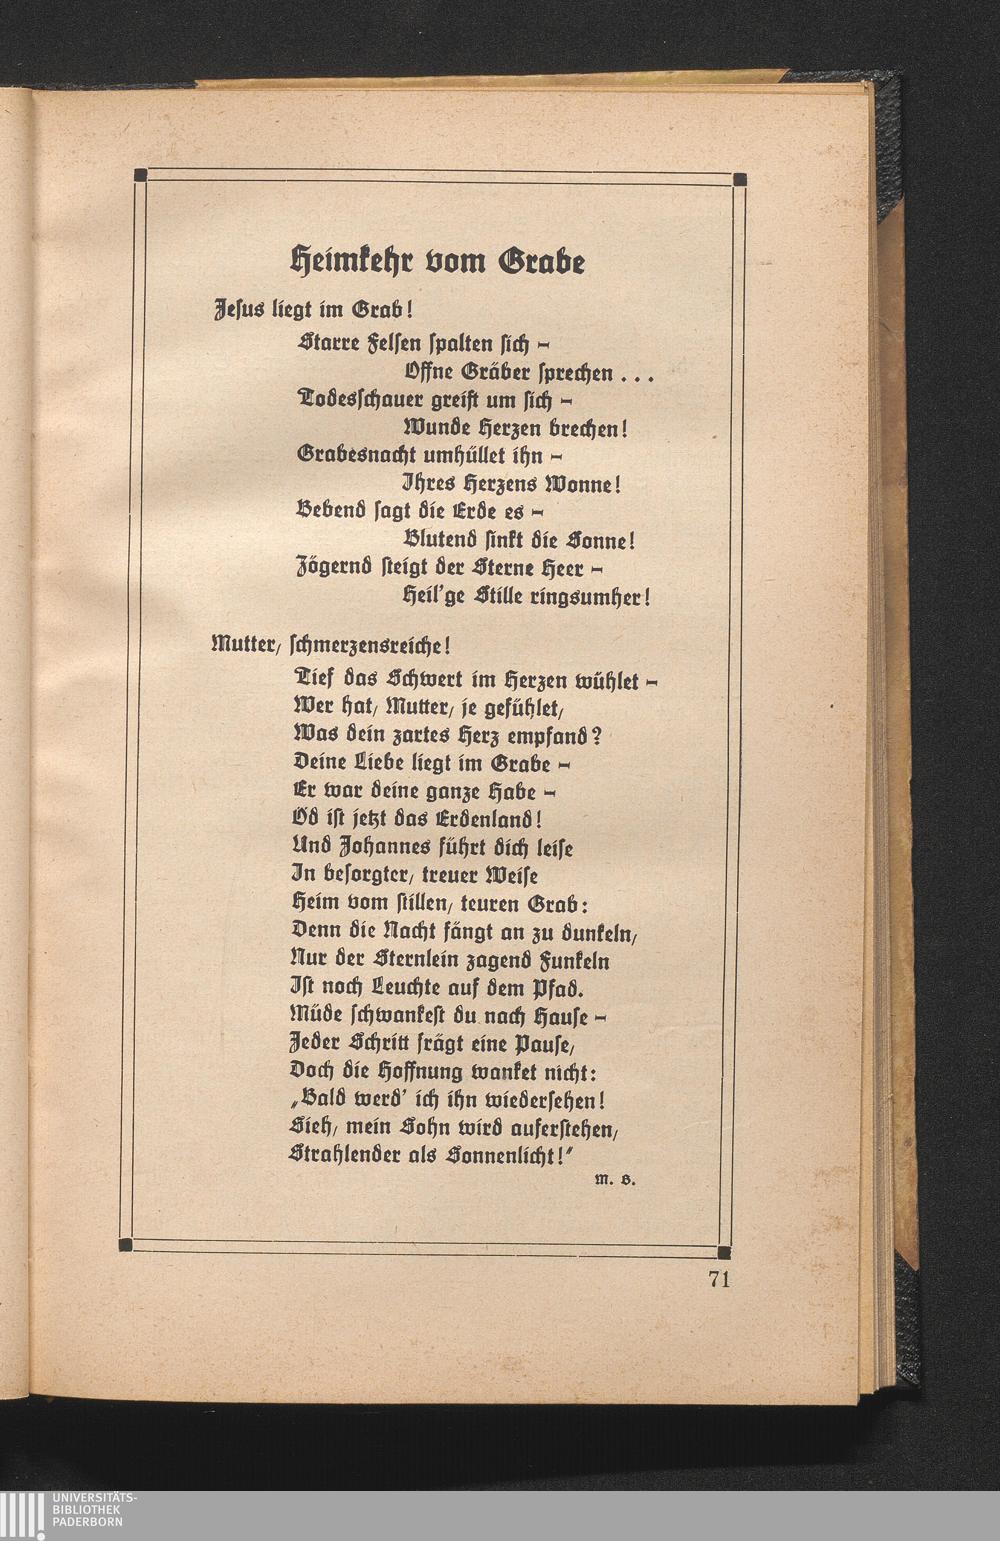 Heimkehr vom Grabe
Jesus liegt im Grab!
Starre Felsen spalten sich –
Offne Gräber sprechen . . .
Todesschauer greift um sich –
Wunde Herzen brechen!
Grabesnacht umhüllet ihn –
Ihres Herzens Wonne!
Bebend sagt die Erde es –
Blutend sinkt die Sonne!
Zögernd steigt der Sterne Heer –
Heil'ge Stille ringsumher!
Mutter, schmerzensreiche!
Tief das Schwert im Herzen wühlet –
Wer hat, Mutter, je gefühlet,
Was dein zartes Herz empfand?
Deine Liebe liegt im Grabe –
Er war deine ganze Habe –
Öd ist jetzt das Erdenland!
Und Johannes führt dich leise
In besorgter, treuer Weise
Heim vom stillen, teuren Grab:
Denn die Nacht fängt an zu dunkeln,
Nur der Sternlein zagend Funkeln
Ist noch Leuchte auf dem Pfad.
Müde schwankest du nach Hause –
Jeder Schritt frägt eine Pause,
Doch die Hoffnung wanket nicht:
„Bald werd' ich ihn wiedersehen!
Sieh, mein Sohn wird auferstehen,
Strahlender als Sonnenlicht!“
M. B.
71
UNIVERSITÄTS-
BIBLIOTHEK
PADERBORN